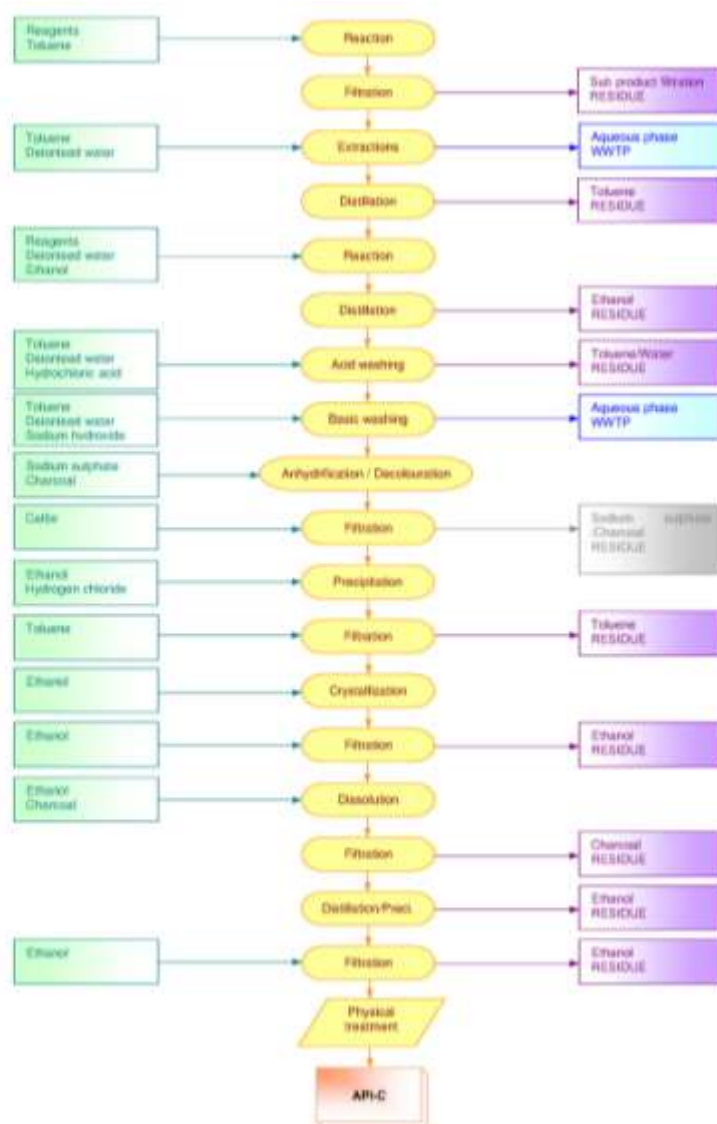 Reagents
Toluene
Reaction
Filtration
Sub product filtration
RESIDUE
Toluene
Deionised water
Extractions
Aqueous phase
WWTP
Distillation
Toluene
RESIDUE
Reagents
Deionised water
Ethanol
Reaction
Distillation
Ethanol
RESIDUE
Toluene
Deionised water
Hydrochloric acid
Acid washing
Toluene/Water
RESIDUE
Toluene
Deionised water
Sodium hydroxide
Basic washing
Aqueous phase
WWTP
Sodium sulphate
Charcoal
Anhydrification / Decolouration
Celite
Filtration
Sodium sulphate
Charcoal
RESIDUE
Ethanol
Hydrogen chloride
Precipitation
Toluene
Filtration
Toluene
RESIDUE
Ethanol
Crystallization
Ethanol
Filtration
Ethanol
RESIDUE
Ethanol
Charcoal
Dissolution
Filtration
Charcoal
RESIDUE
Distillation/Preci.
Ethanol
RESIDUE
Ethanol
Filtration
Ethanol
RESIDUE
Physical
treatment
API-C